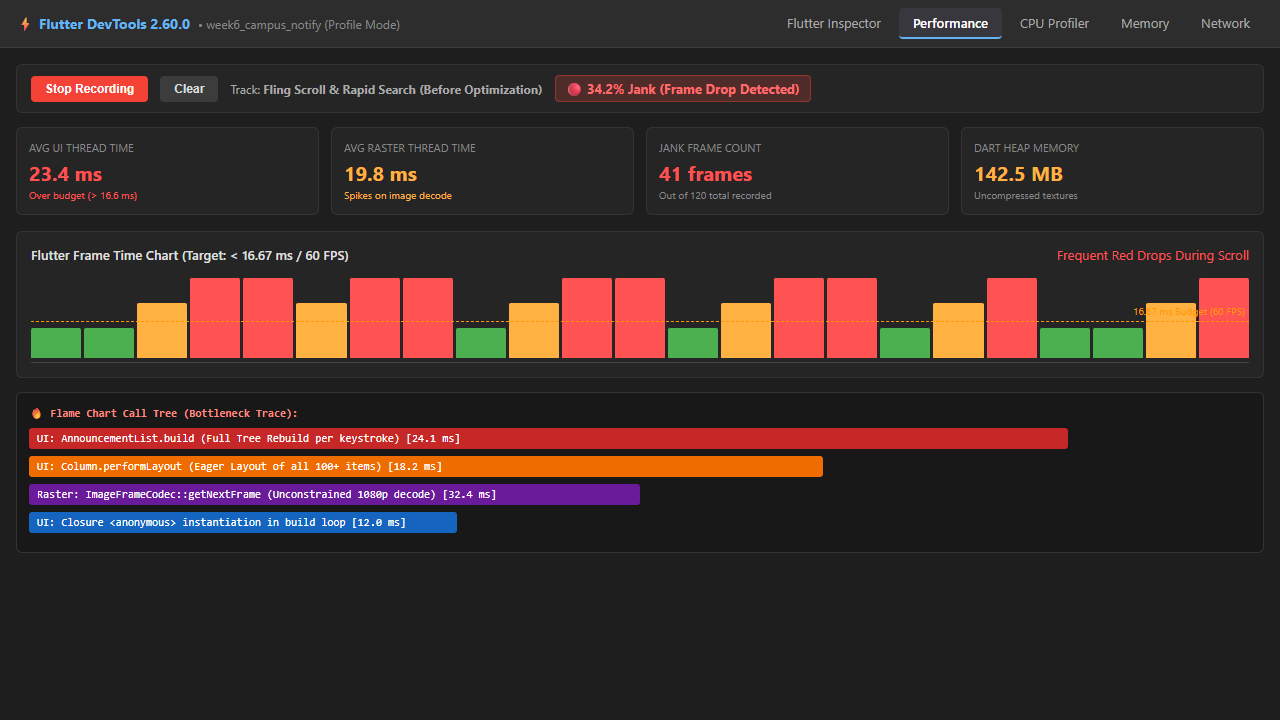 Flutter DevTools 2.60.0 • week6_campus_notify (Profile Mode) Flutter Inspector Performance CPU Profiler Memory Network
Stop Recording Clear Track: Fling Scroll & Rapid Search (Before Optimization) 34.2% Jank (Frame Drop Detected)
AVG UI THREAD TIME
23.4 ms
Over budget (> 16.6 ms)
AVG RASTER THREAD TIME
19.8 ms
Spikes on image decode
JANK FRAME COUNT
41 frames
Out of 120 total recorded
DART HEAP MEMORY
142.5 MB
Uncompressed textures
Flutter Frame Time Chart (Target: < 16.67 ms / 60 FPS) Frequent Red Drops During Scroll
16.67 ms Budget (60 FPS)
Flame Chart Call Tree (Bottleneck Trace):
UI: AnnouncementList.build (Full Tree Rebuild per keystroke) [24.1 ms]
UI: Column.performLayout (Eager Layout of all 100+ items) [18.2 ms]
Raster: ImageFrameCodec::getNextFrame (Unconstrained 1080p decode) [32.4 ms]
UI: Closure <anonymous> instantiation in build loop [12.0 ms]